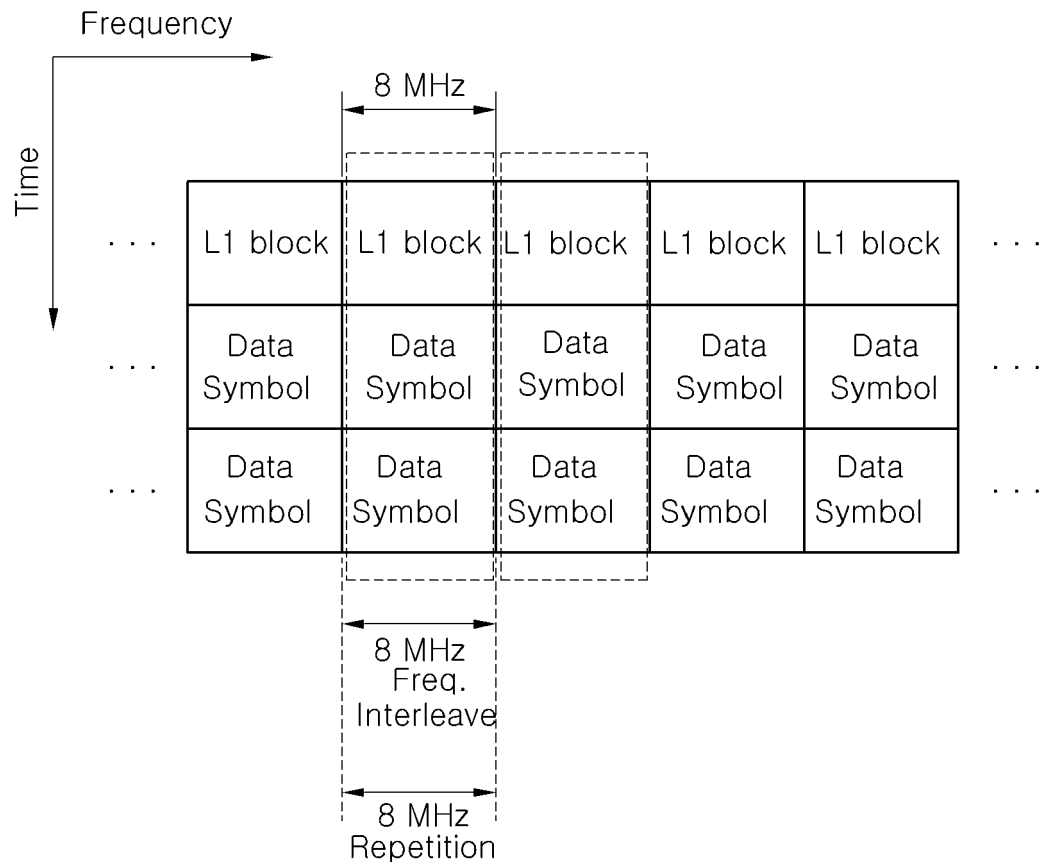 Frequency
8 MHz
Time
· · · L1 block L1 block L1 block L1 block L1 block · · ·
Data Data Data Data Data
· · · Symbol Symbol Symbol Symbol Symbol · · ·
Data Data Data Data Data
· · · Symbol Symbol Symbol Symbol Symbol · · ·
8 MHz
Freq.
Interleave
8 MHz
Repetition